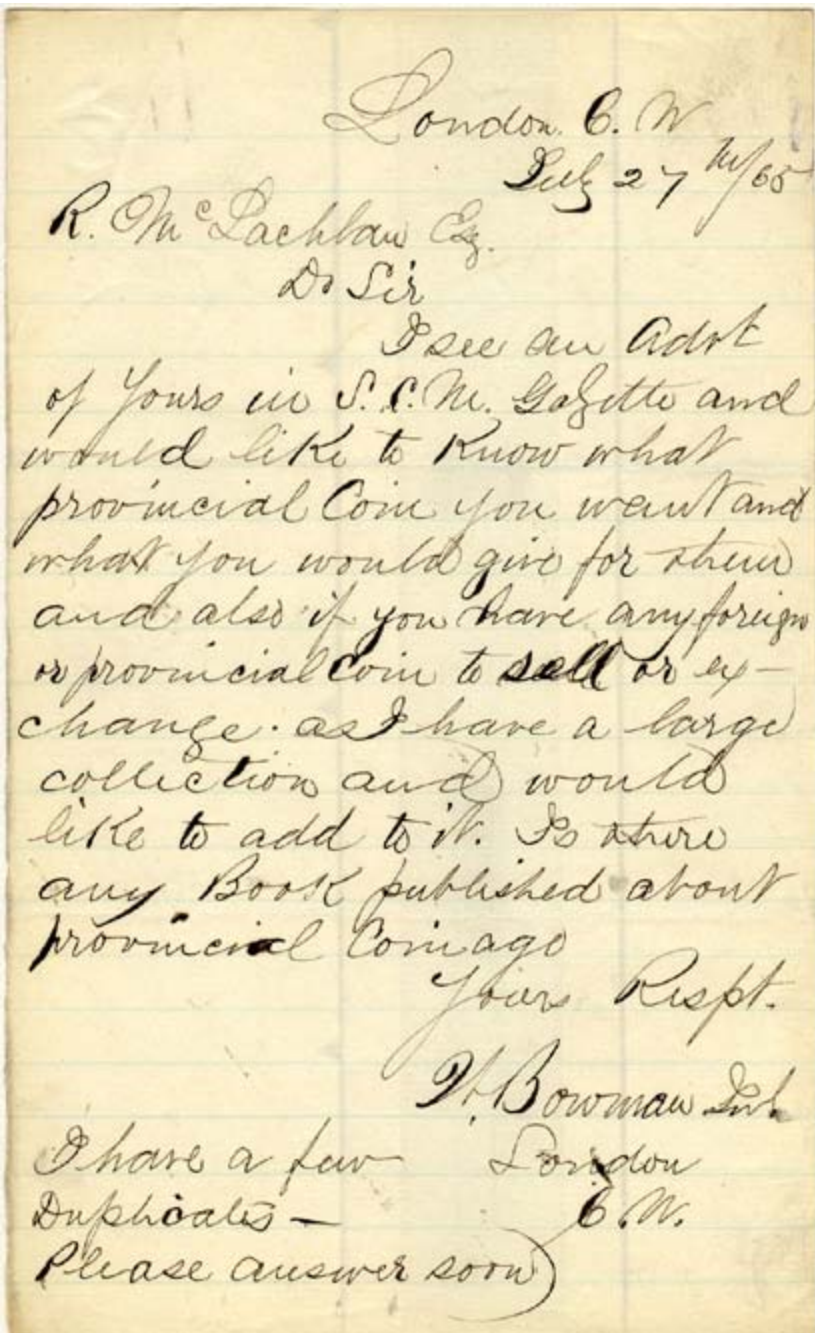 London. C. W
July 27th/65
R. McLachlan Esq.
Dr Sir
I see an Advt
of Yours in S. C. M. Gazette and
would like to Know what
provincial Coin you want and
what you would give for them
and also if you have any foreign
or provincial Coin to sell or ex-
change. as I have a large
collection and would
like to add to it. Is there
any Book published about
provincial Coinage
Yours Respt.
W. Bowman
I have a few London
Duplicates — C. W.
Please answer soon)